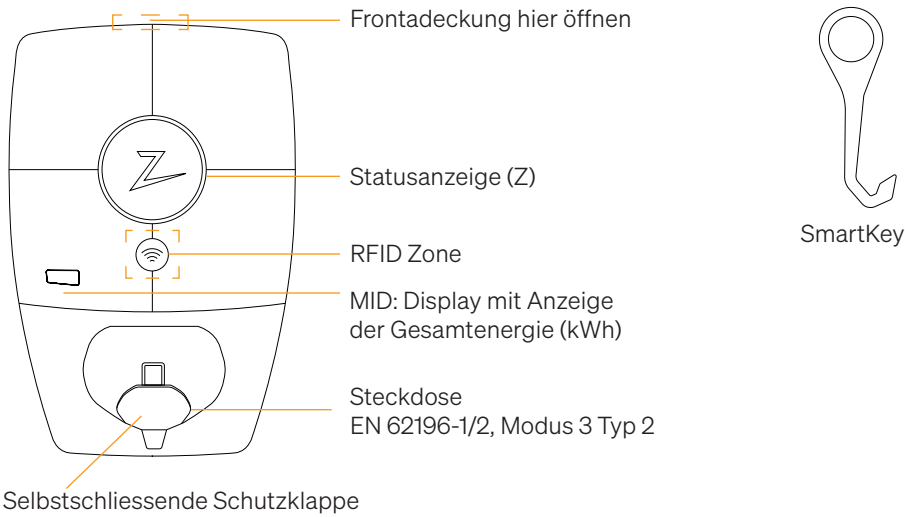 Frontadeckung hier öffnen
Statusanzeige (Z)
SmartKey
RFID Zone
MID: Display mit Anzeige
der Gesamtenergie (kWh)
Steckdose
EN 62196-1/2, Modus 3 Typ 2
Selbstschliessende Schutzklappe